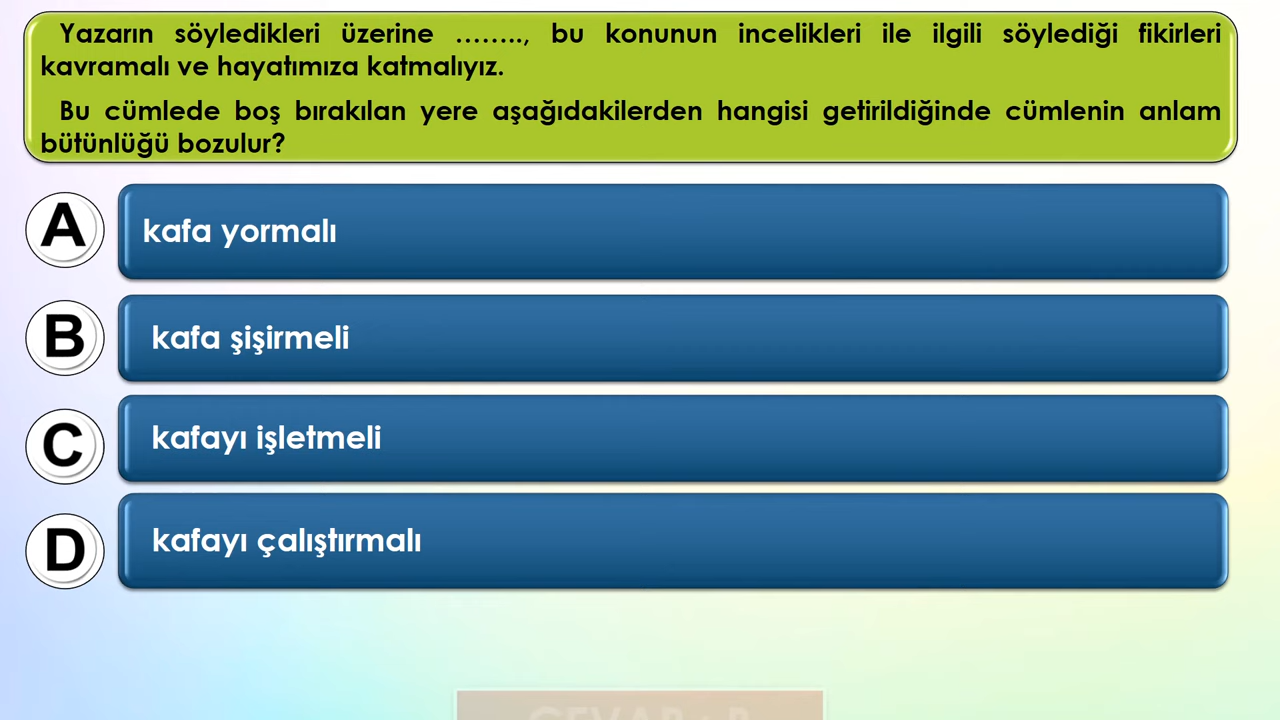 Yazarın söyledikleri üzerine …….., bu konunun incelikleri ile ilgili söylediği fikirleri
kavramalı ve hayatımıza katmalıyız.
Bu cümlede boş bırakılan yere aşağıdakilerden hangisi getirildiğinde cümlenin anlam
bütünlüğü bozulur?
A kafa yormalı
B kafa şişirmeli
C kafayı işletmeli
D kafayı çalıştırmalı
CEVAP : B